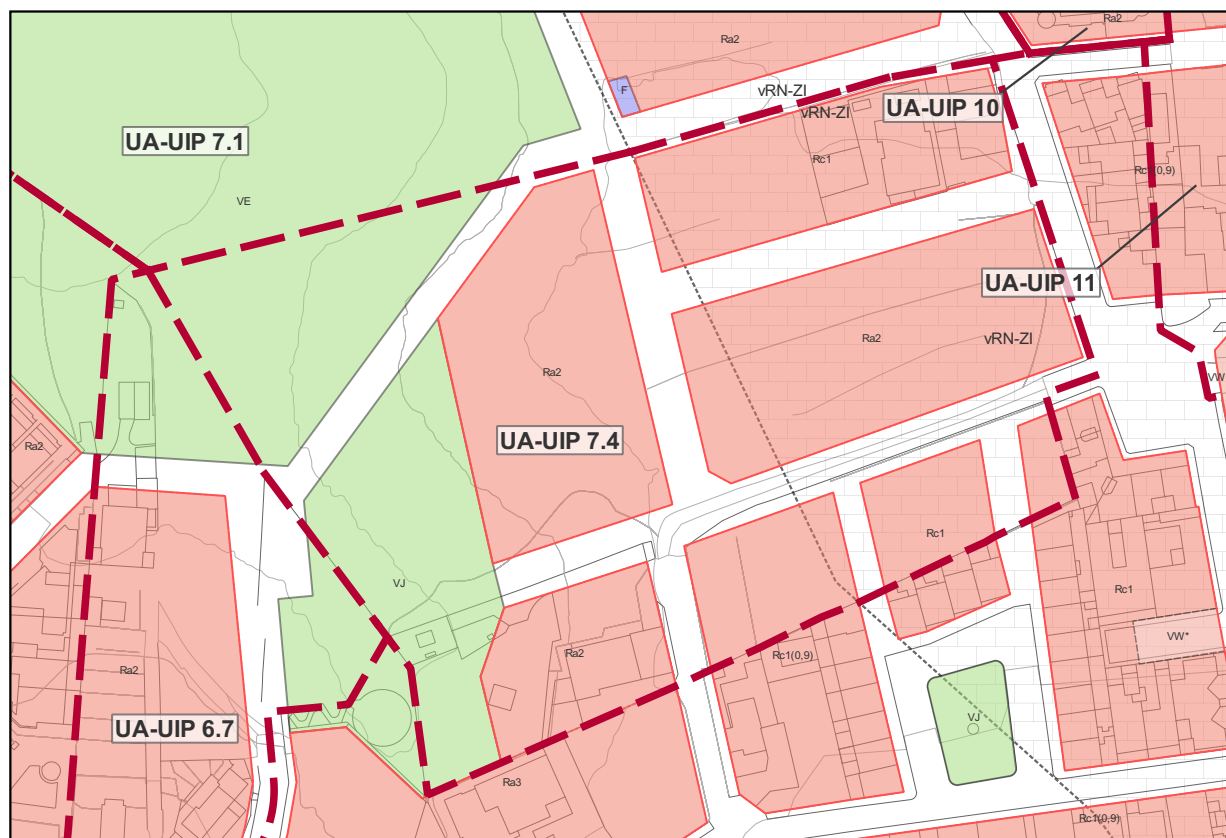 Ra2
Ra2
F
vRN-ZI
UA-UIP 10
vRN-ZI
UA-UIP 7.1
Rc1
Rc1(0,9)
VE
UA-UIP 11
Ra2
vRN-ZI
Ra2
VW
UA-UIP 7.4
Ra2
Rc1
VJ
Rc1
VW*
Ra2
Rc1(0,9)
Ra2
VJ
UA-UIP 6.7
Ra3
Rc1(0,9)